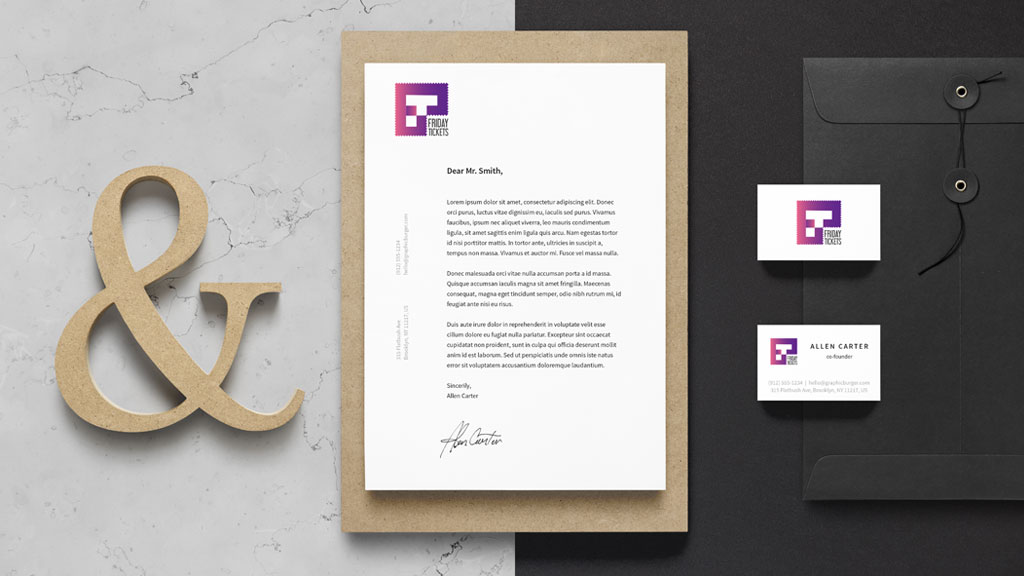 &
FRIDAY
TICKETS
Dear Mr. Smith,
Lorem ipsum dolor sit amet, consectetur adipiscing elit. Donec
orci purus, luctus vitae dignissim eu, iaculis sed purus. Vivamus
faucibus, ipsum nec aliquet viverra, leo mauris condimentum
ligula, sit amet sagittis enim ligula quis arcu. Nam egestas tortor
id nisi porttitor mattis. In tortor ante, ultricies in suscipit a,
tempus non massa. Vivamus et auctor mi. Fusce vel massa nulla.
Donec malesuada orci vitae nulla accumsan porta a id massa.
Quisque accumsan iaculis magna sit amet fringilla. Maecenas
consequat, magna eget tincidunt semper, odio nibh rutrum mi, id
feugiat ante nisi eu risus.
Duis aute irure dolor in reprehenderit in voluptate velit esse
cillum dolore eu fugiat nulla pariatur. Excepteur sint occaecat
cupidatat non proident, sunt in culpa qui officia deserunt mollit
anim id est laborum. Sed ut perspiciatis unde omnis iste natus
error sit voluptatem accusantium doloremque laudantium.
Sincerily,
Allen Carter
Allen Carter
(912) 555-1234
hello@graphicburger.com
315 Flatbush Ave
Brooklyn, NY 11217, US
FRIDAY
TICKETS
FRIDAY
TICKETS
ALLEN CARTER
co-founder
(912) 555-1234 | hello@graphicburger.com
315 Flatbush Ave, Brooklyn, NY 11217, US